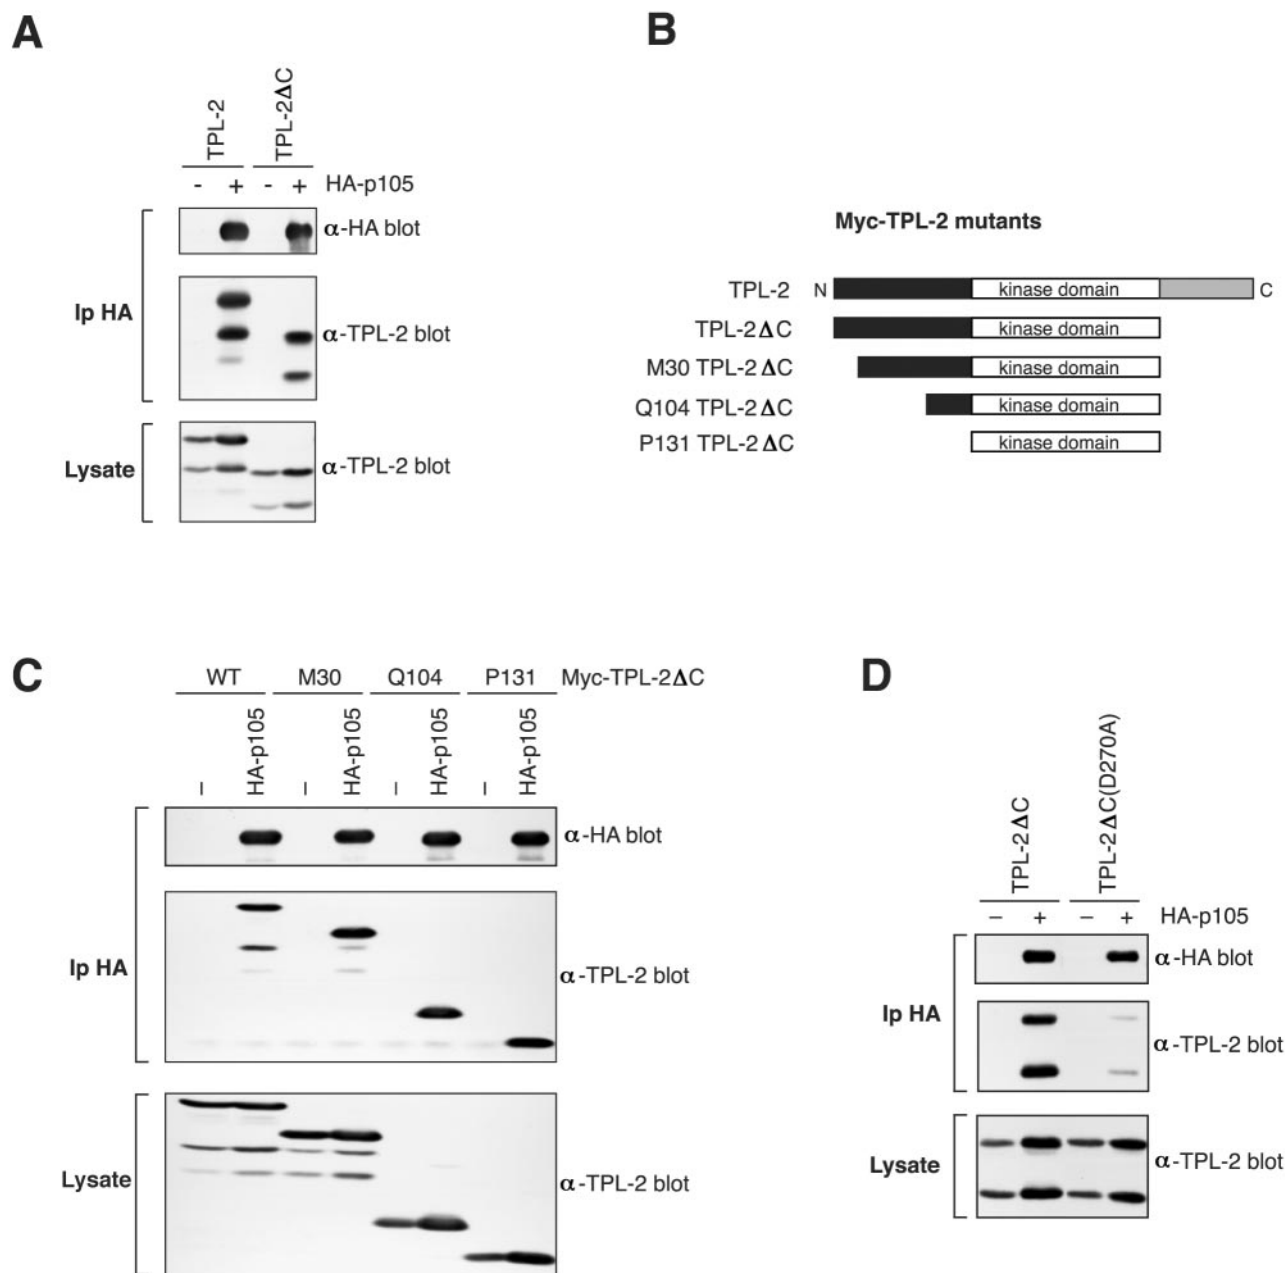 A
TPL-2
TPL-2ΔC
- + - + HA-p105
α-HA blot
Ip HA
α-TPL-2 blot
Lysate
α-TPL-2 blot
B
Myc-TPL-2 mutants
TPL-2 N kinase domain C
TPL-2ΔC kinase domain
M30 TPL-2ΔC kinase domain
Q104 TPL-2ΔC kinase domain
P131 TPL-2ΔC kinase domain
C
WT M30 Q104 P131 Myc-TPL-2ΔC
– HA-p105 – HA-p105 – HA-p105 – HA-p105
α-HA blot
Ip HA
α-TPL-2 blot
Lysate
α-TPL-2 blot
D
TPL-2ΔC
TPL-2ΔC(D270A)
– + – + HA-p105
α-HA blot
Ip HA
α-TPL-2 blot
Lysate
α-TPL-2 blot